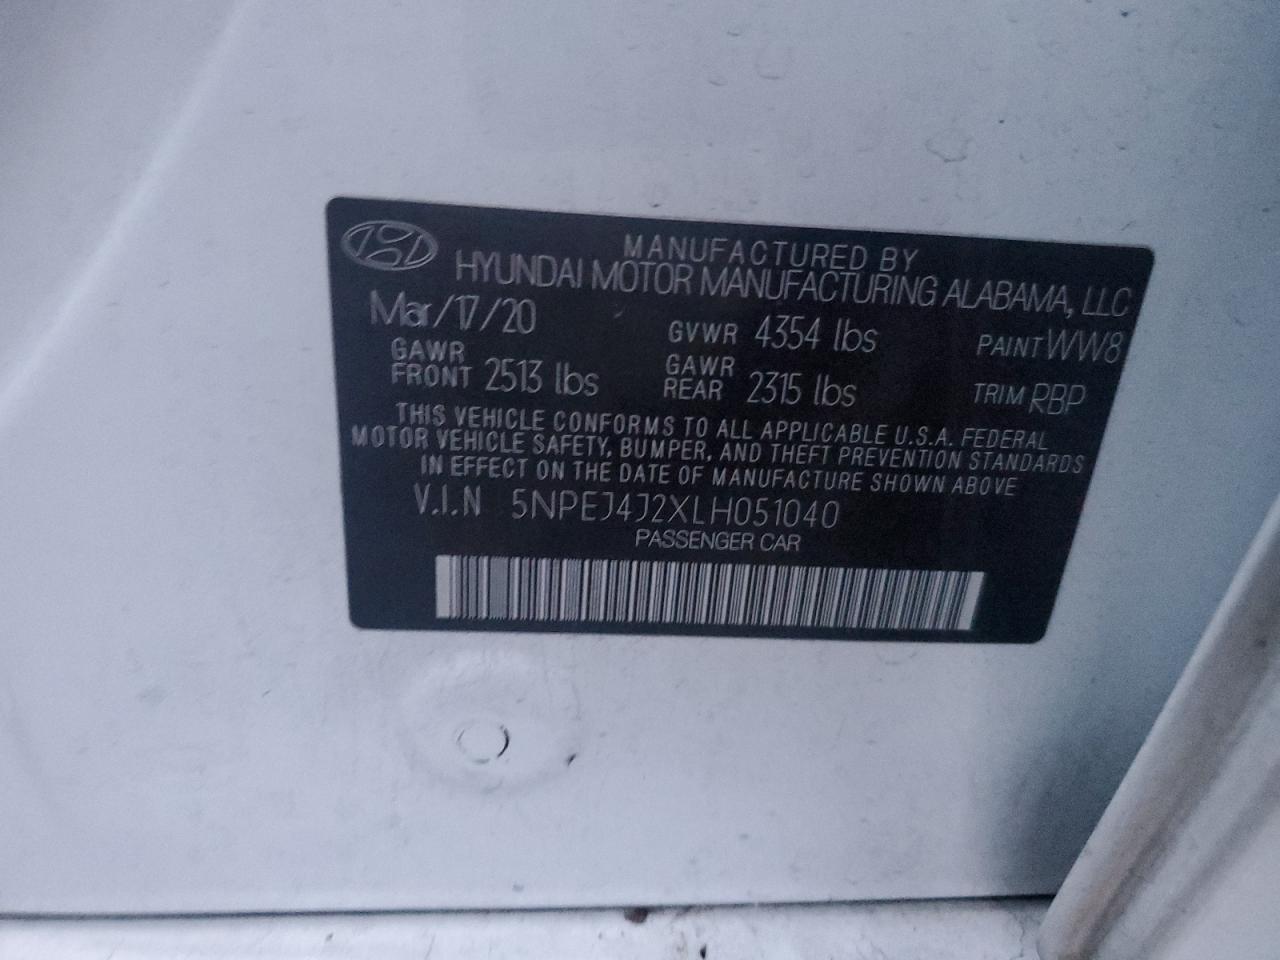 MANUFACTURED BY
HYUNDAI MOTOR MANUFACTURING ALABAMA, LLC
Mar/17/20 GVWR 4354 lbs PAINT WW8
GAWR FRONT 2513 lbs GAWR REAR 2315 lbs TRIM RBP
THIS VEHICLE CONFORMS TO ALL APPLICABLE U.S.A. FEDERAL
MOTOR VEHICLE SAFETY, BUMPER, AND THEFT PREVENTION STANDARDS
IN EFFECT ON THE DATE OF MANUFACTURE SHOWN ABOVE
V.I.N 5NPEJ4J2XLH051040
PASSENGER CAR